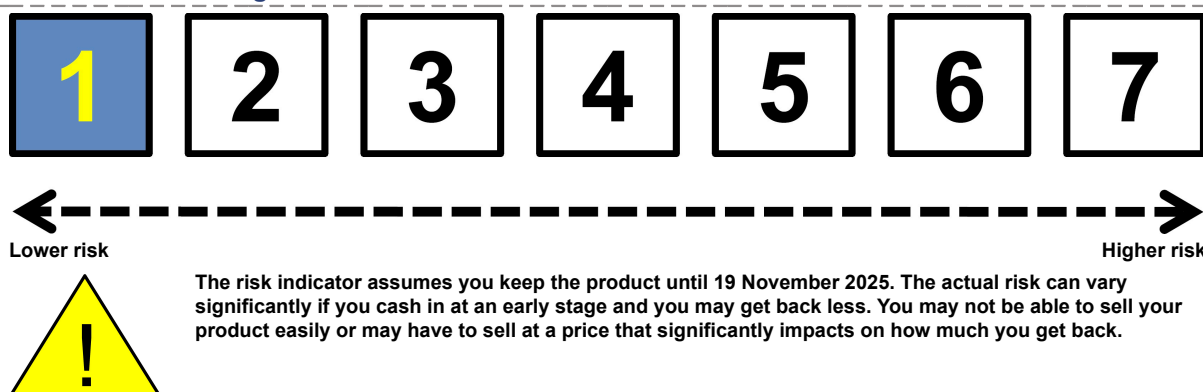 1 2 3 4 5 6 7
Lower risk Higher risk
The risk indicator assumes you keep the product until 19 November 2025. The actual risk can vary
significantly if you cash in at an early stage and you may get back less. You may not be able to sell your
product easily or may have to sell at a price that significantly impacts on how much you get back.
!